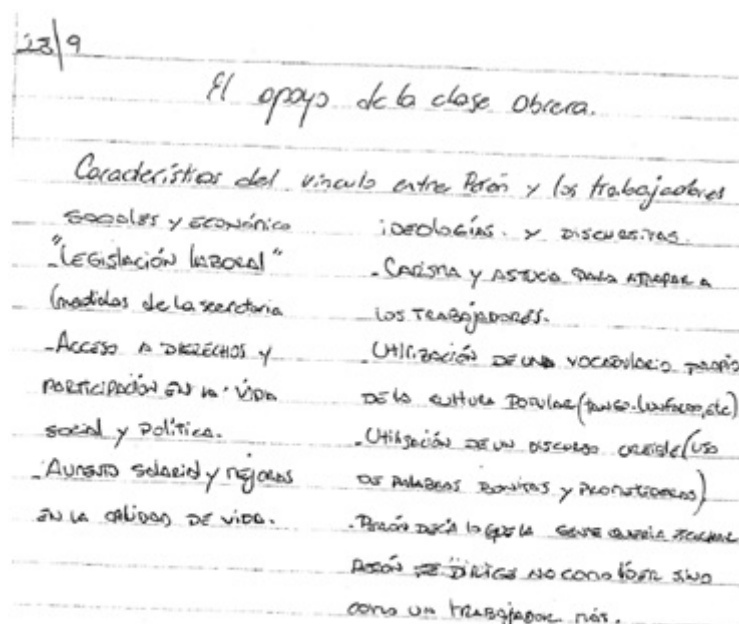 23/9
El apoyo de la clase obrera.
Características del vínculo entre Perón y los trabajadores
SOCIALES Y ECONÓMICO
"LEGISLACIÓN LABORAL"
(medidas de la secretaria
-ACCESO A DERECHOS Y
PARTICIPACIÓN EN LA VIDA
SOCIAL Y POLÍTICA.
-AUMENTO SALARIAL Y MEJORAS
EN LA CALIDAD DE VIDA.
IDEOLOGÍAS Y DISCURSIVAS.
-CARISMA Y ASTUCIA PARA ATRAPAR A
LOS TRABAJADORES.
-UTILIZACIÓN DE UN VOCABULARIO PROPIO
DE LA CULTURA POPULAR (TANGO-LUNFARDO, etc)
-UTILIZACIÓN DE UN DISCURSO CREIBLE (USO
DE PALABRAS BONITAS Y PROMETEDORAS)
-PERÓN DECÍA LO QUE LA GENTE QUERÍA ESCUCHAR
PERÓN SE DIRIGE NO COMO LÍDER SINO
COMO UN TRABAJADOR MÁS.